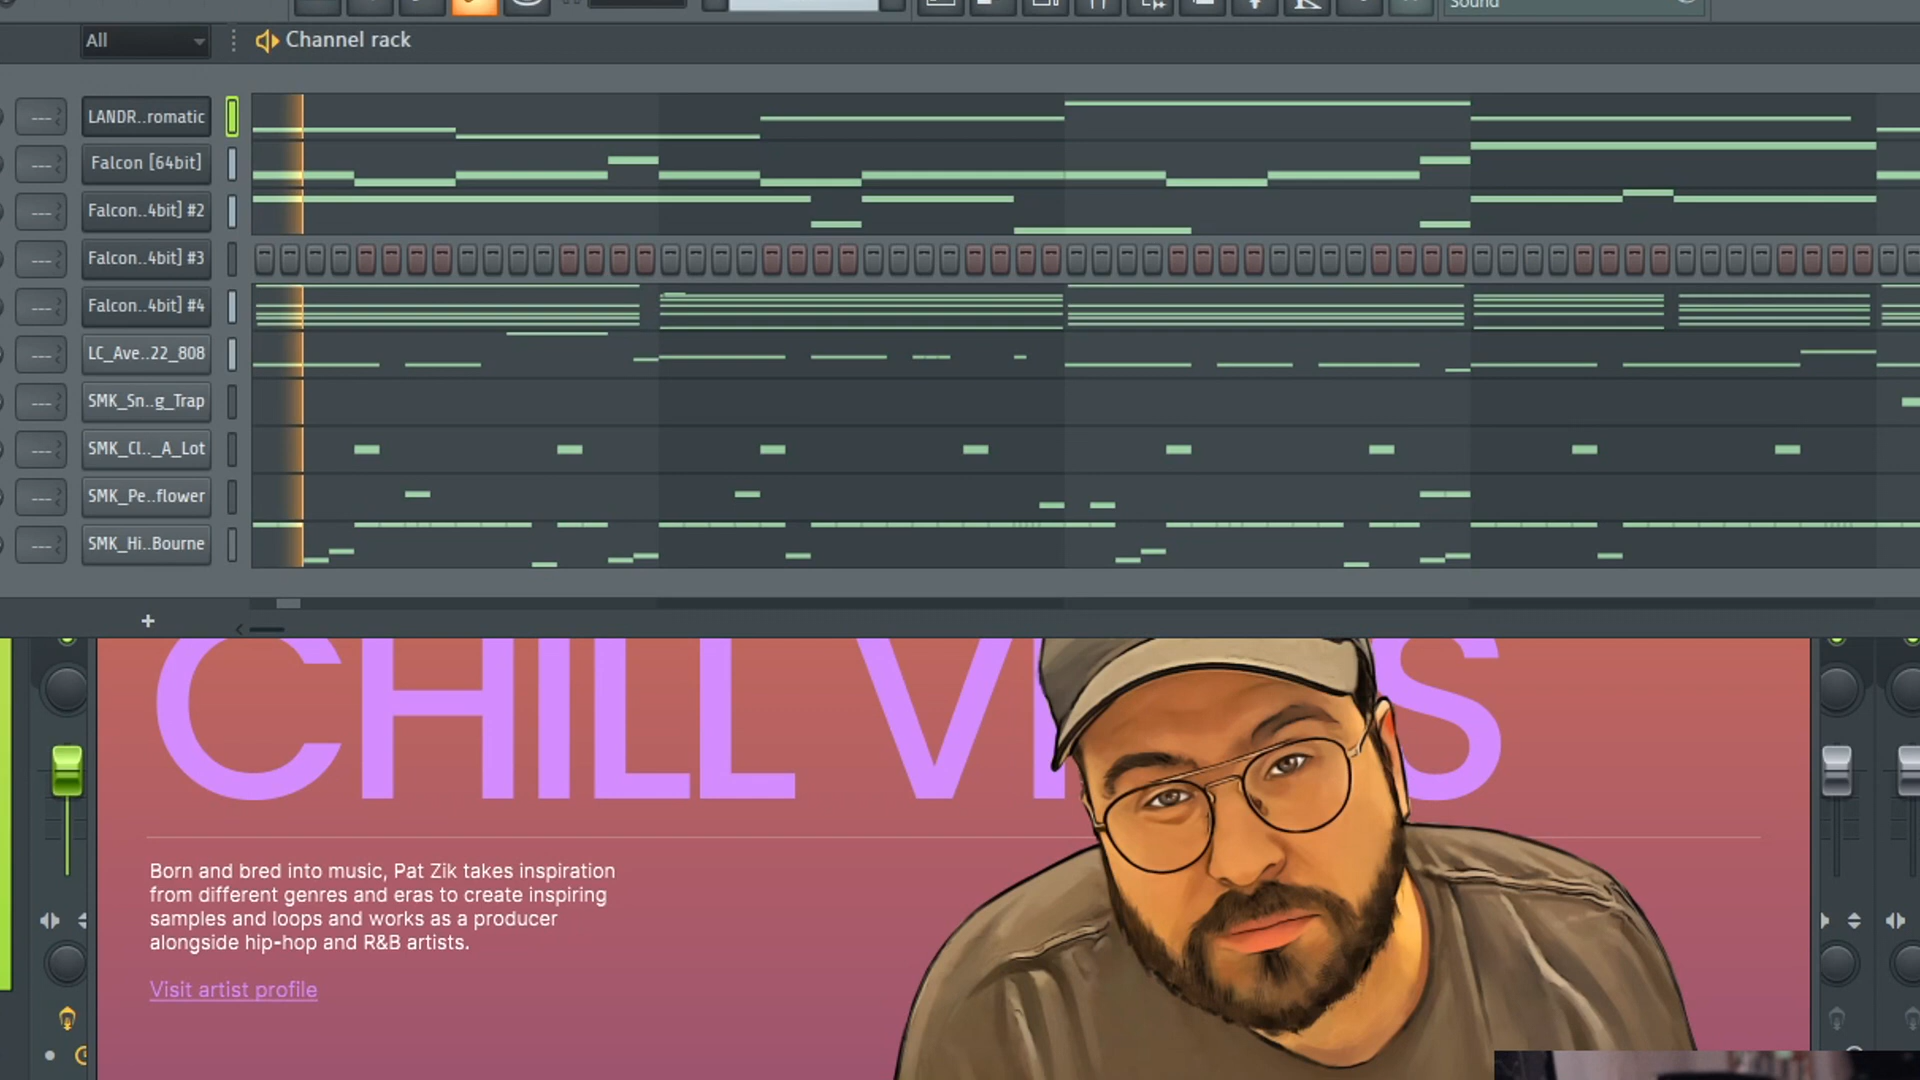 Sound
All
Channel rack
LANDR..romatic
Falcon [64bit]
Falcon..4bit] #2
Falcon..4bit] #3
Falcon..4bit] #4
LC_Ave..22_808
SMK_Sn..g_Trap
SMK_Cl.._A_Lot
SMK_Pe..flower
SMK_Hi..Bourne
+
CHILL VI S
Born and bred into music, Pat Zik takes inspiration
from different genres and eras to create inspiring
samples and loops and works as a producer
alongside hip-hop and R&B artists.
Visit artist profile